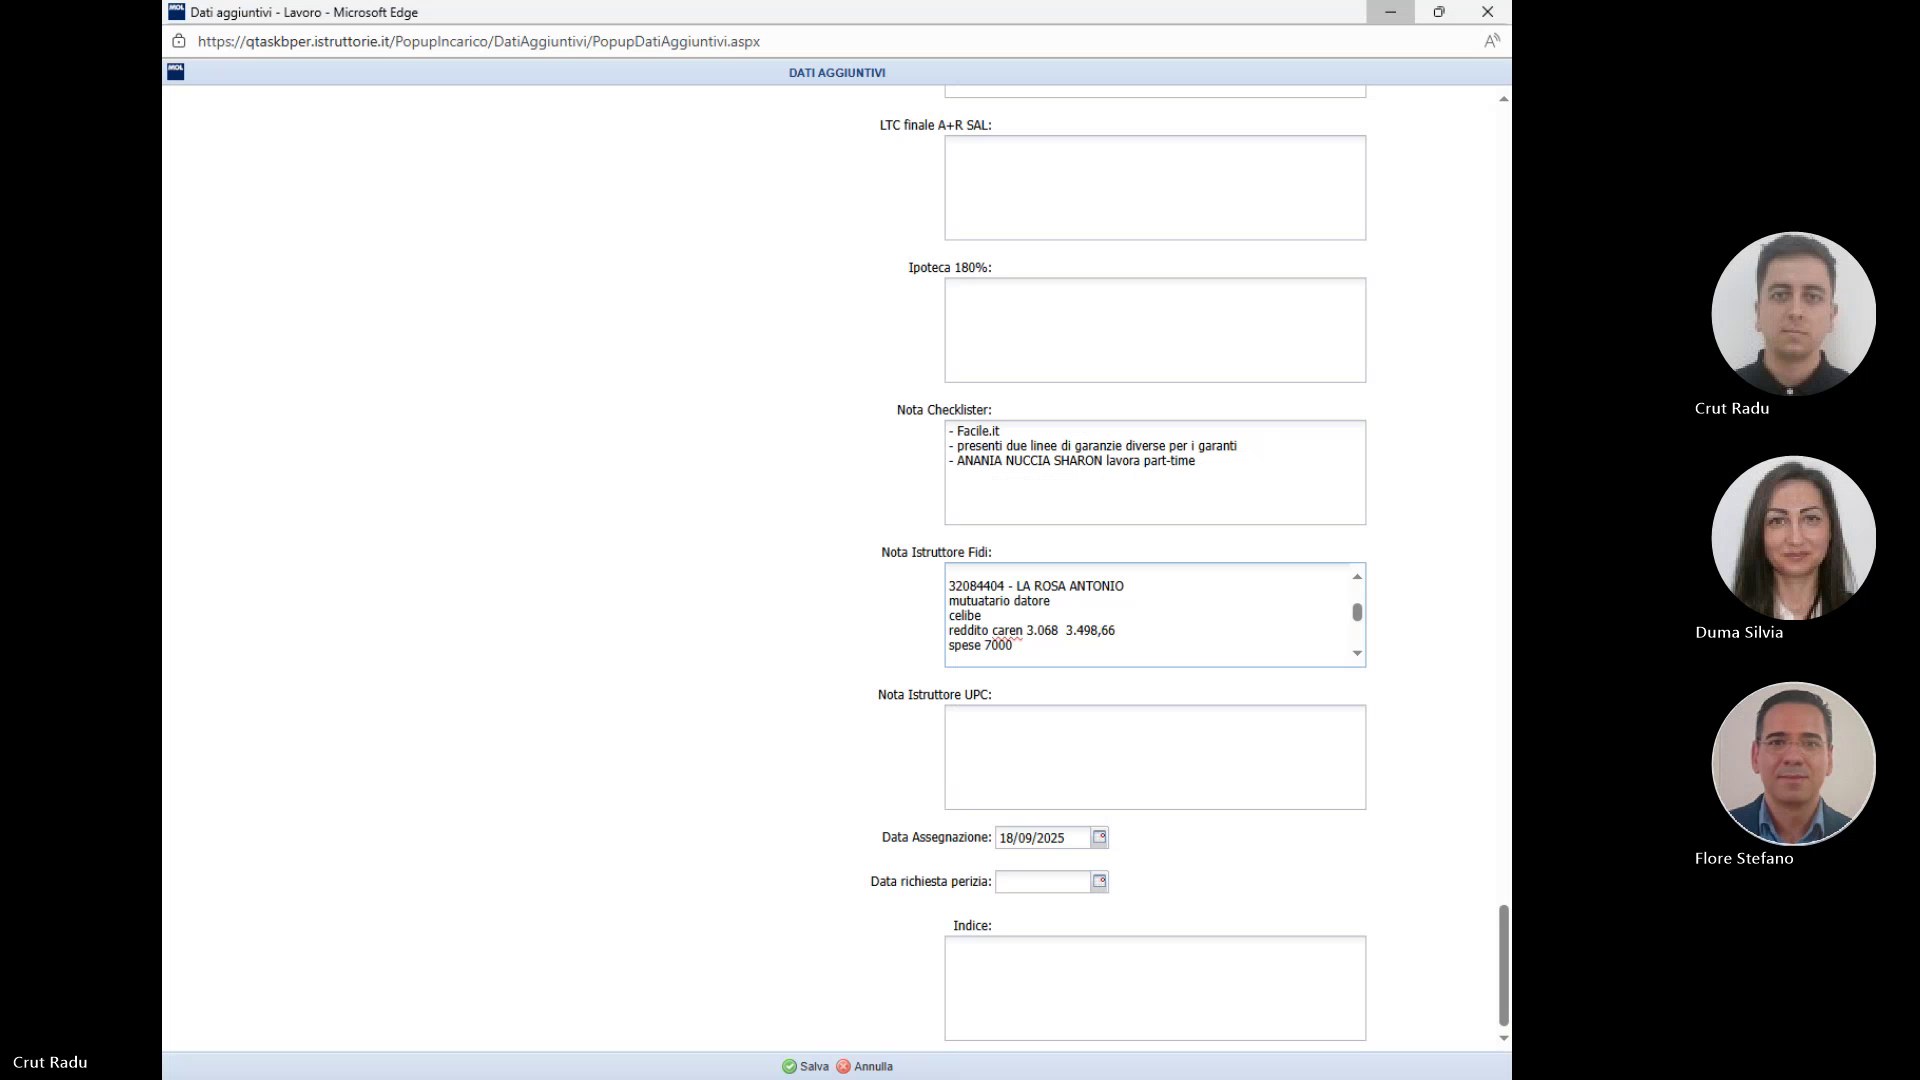 MOL Dati aggiuntivi - Lavoro - Microsoft Edge
https://qtaskbper.istruttorie.it/PopupIncarico/DatiAggiuntivi/PopupDatiAggiuntivi.aspx
MOL DATI AGGIUNTIVI
LTC finale A+R SAL:
Ipoteca 180%:
Nota Checklister:
- Facile.it
- presenti due linee di garanzie diverse per i garanti
- ANANIA NUCCIA SHARON lavora part-time
Nota Istruttore Fidi:
32084404 - LA ROSA ANTONIO
mutuatario datore
celibe
reddito caren 3.068 3.498,66
spese 7000
Nota Istruttore UPC:
Data Assegnazione: 18/09/2025
Data richiesta perizia:
Indice:
Salva Annulla
Crut Radu
Duma Silvia
Flore Stefano
Crut Radu